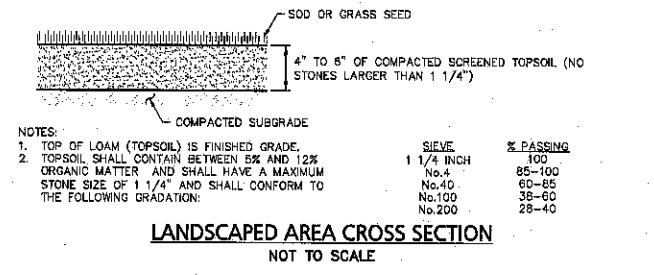 SOD OR GRASS SEED
4" TO 6" OF COMPACTED SCREENED TOPSOIL (NO
STONES LARGER THAN 1 1/4")
COMPACTED SUBGRADE
NOTES:
1. TOP OF LOAM (TOPSOIL) IS FINISHED GRADE.
2. TOPSOIL SHALL CONTAIN BETWEEN 5% AND 12%
ORGANIC MATTER AND SHALL HAVE A MAXIMUM
STONE SIZE OF 1 1/4" AND SHALL CONFORM TO
THE FOLLOWING GRADATION:
SIEVE % PASSING
1 1/4 INCH 100
No.4 85-100
No.40 60-85
No.100 38-60
No.200 28-40
LANDSCAPED AREA CROSS SECTION
NOT TO SCALE